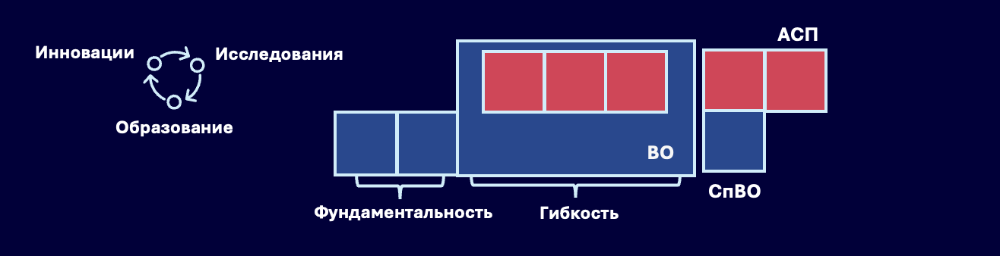 Инновации
Исследования
Образование
АСП
ВО
СпВО
Фундаментальность
Гибкость